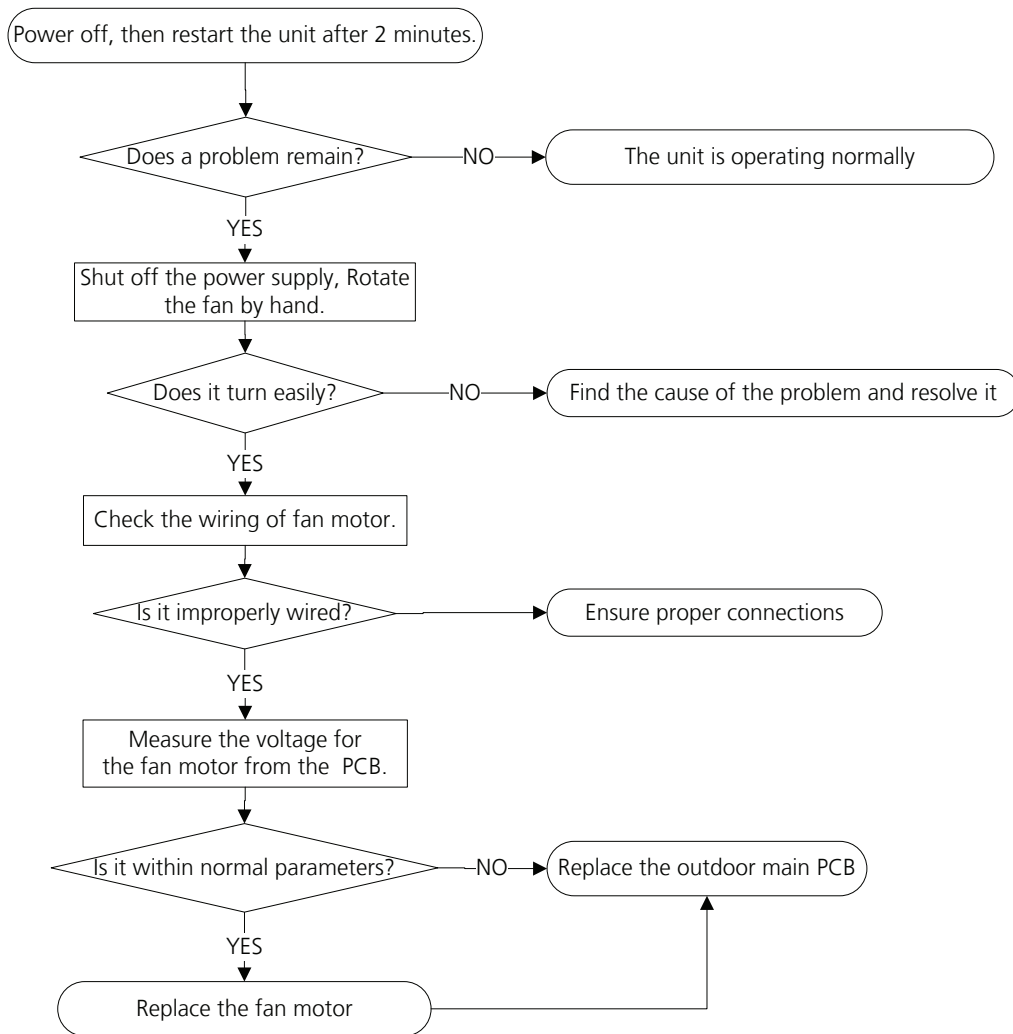 Power off, then restart the unit after 2 minutes.
Does a problem remain?
NO
The unit is operating normally
YES
Shut off the power supply, Rotate
the fan by hand.
Does it turn easily?
NO
Find the cause of the problem and resolve it
YES
Check the wiring of fan motor.
Is it improperly wired?
Ensure proper connections
YES
Measure the voltage for
the fan motor from the PCB.
Is it within normal parameters?
NO
Replace the outdoor main PCB
YES
Replace the fan motor